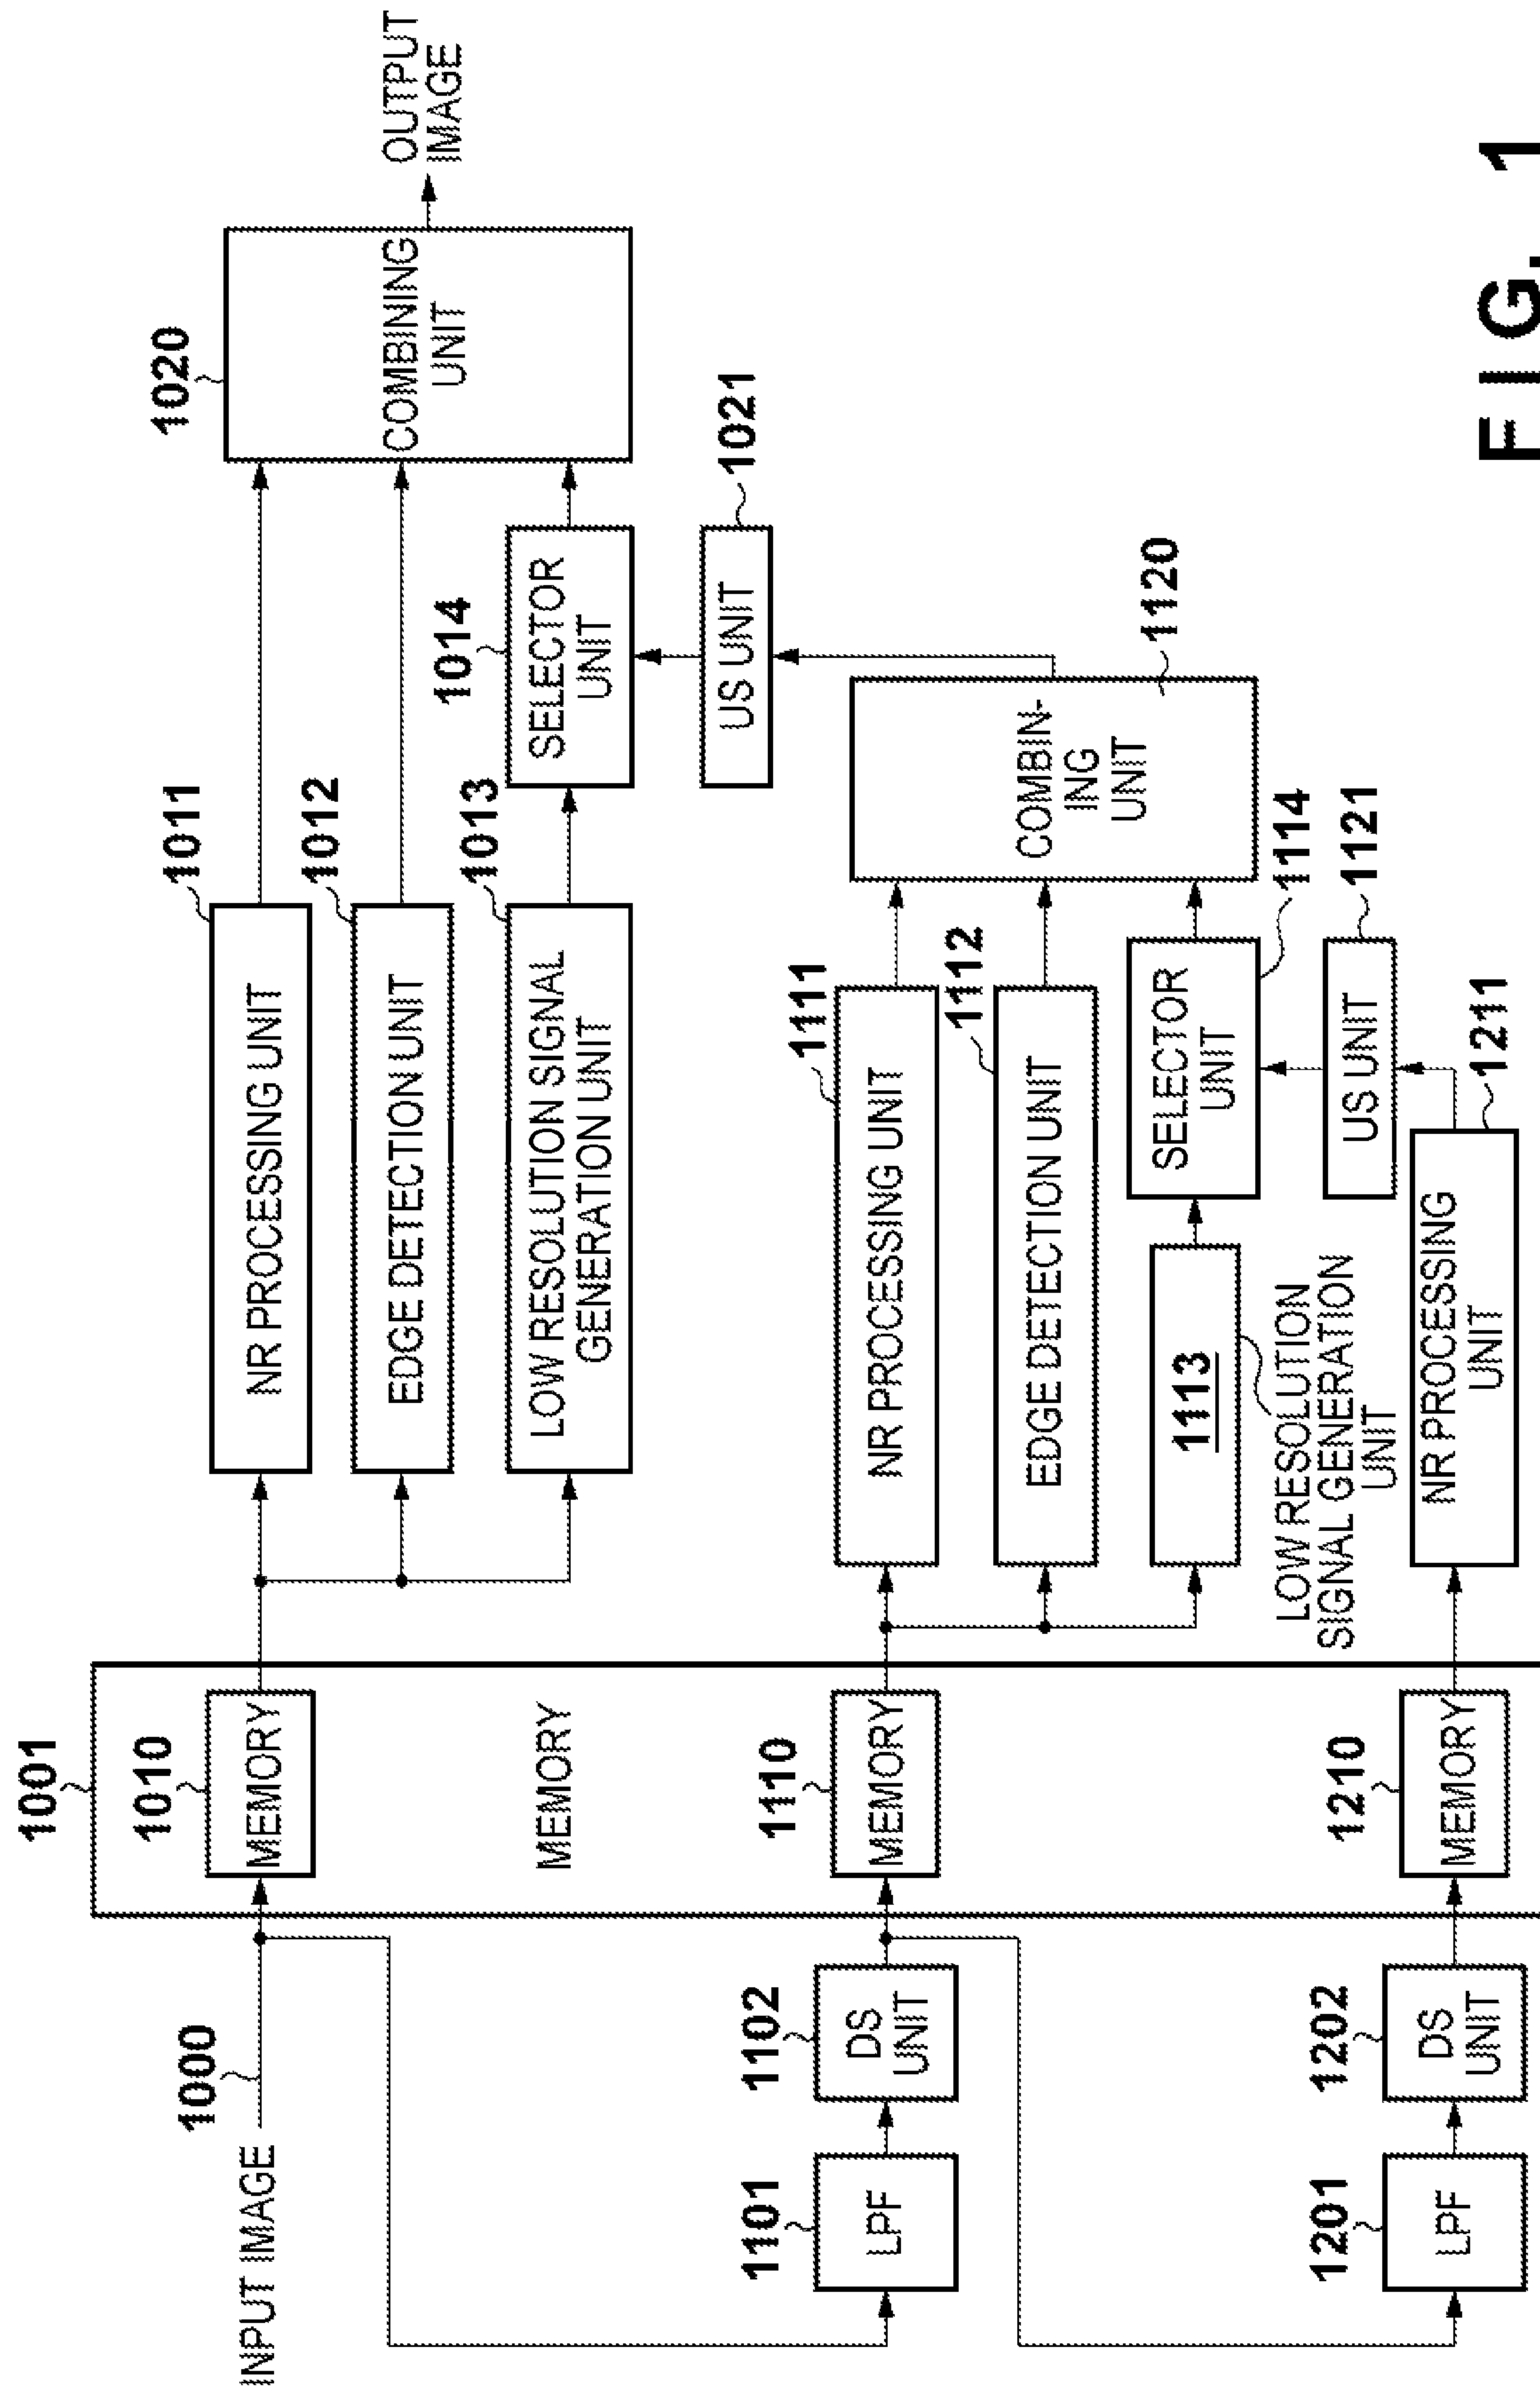 INPUT IMAGE
1000
1001
1010
MEMORY
MEMORY
1011
NR PROCESSING UNIT
1012
EDGE DETECTION UNIT
1013
LOW RESOLUTION SIGNAL
GENERATION UNIT
1014
SELECTOR
UNIT
1020
COMBINING
UNIT
OUTPUT
IMAGE
1021
US UNIT
1101
LPF
1102
DS
UNIT
1110
MEMORY
1111
NR PROCESSING UNIT
1112
EDGE DETECTION UNIT
1113
LOW RESOLUTION
SIGNAL GENERATION
UNIT
SELECTOR
UNIT
1114
COMBIN-
ING
UNIT
1120
US UNIT
1121
1201
LPF
1202
DS
UNIT
1210
MEMORY
NR PROCESSING
UNIT
1211
FIG. 1